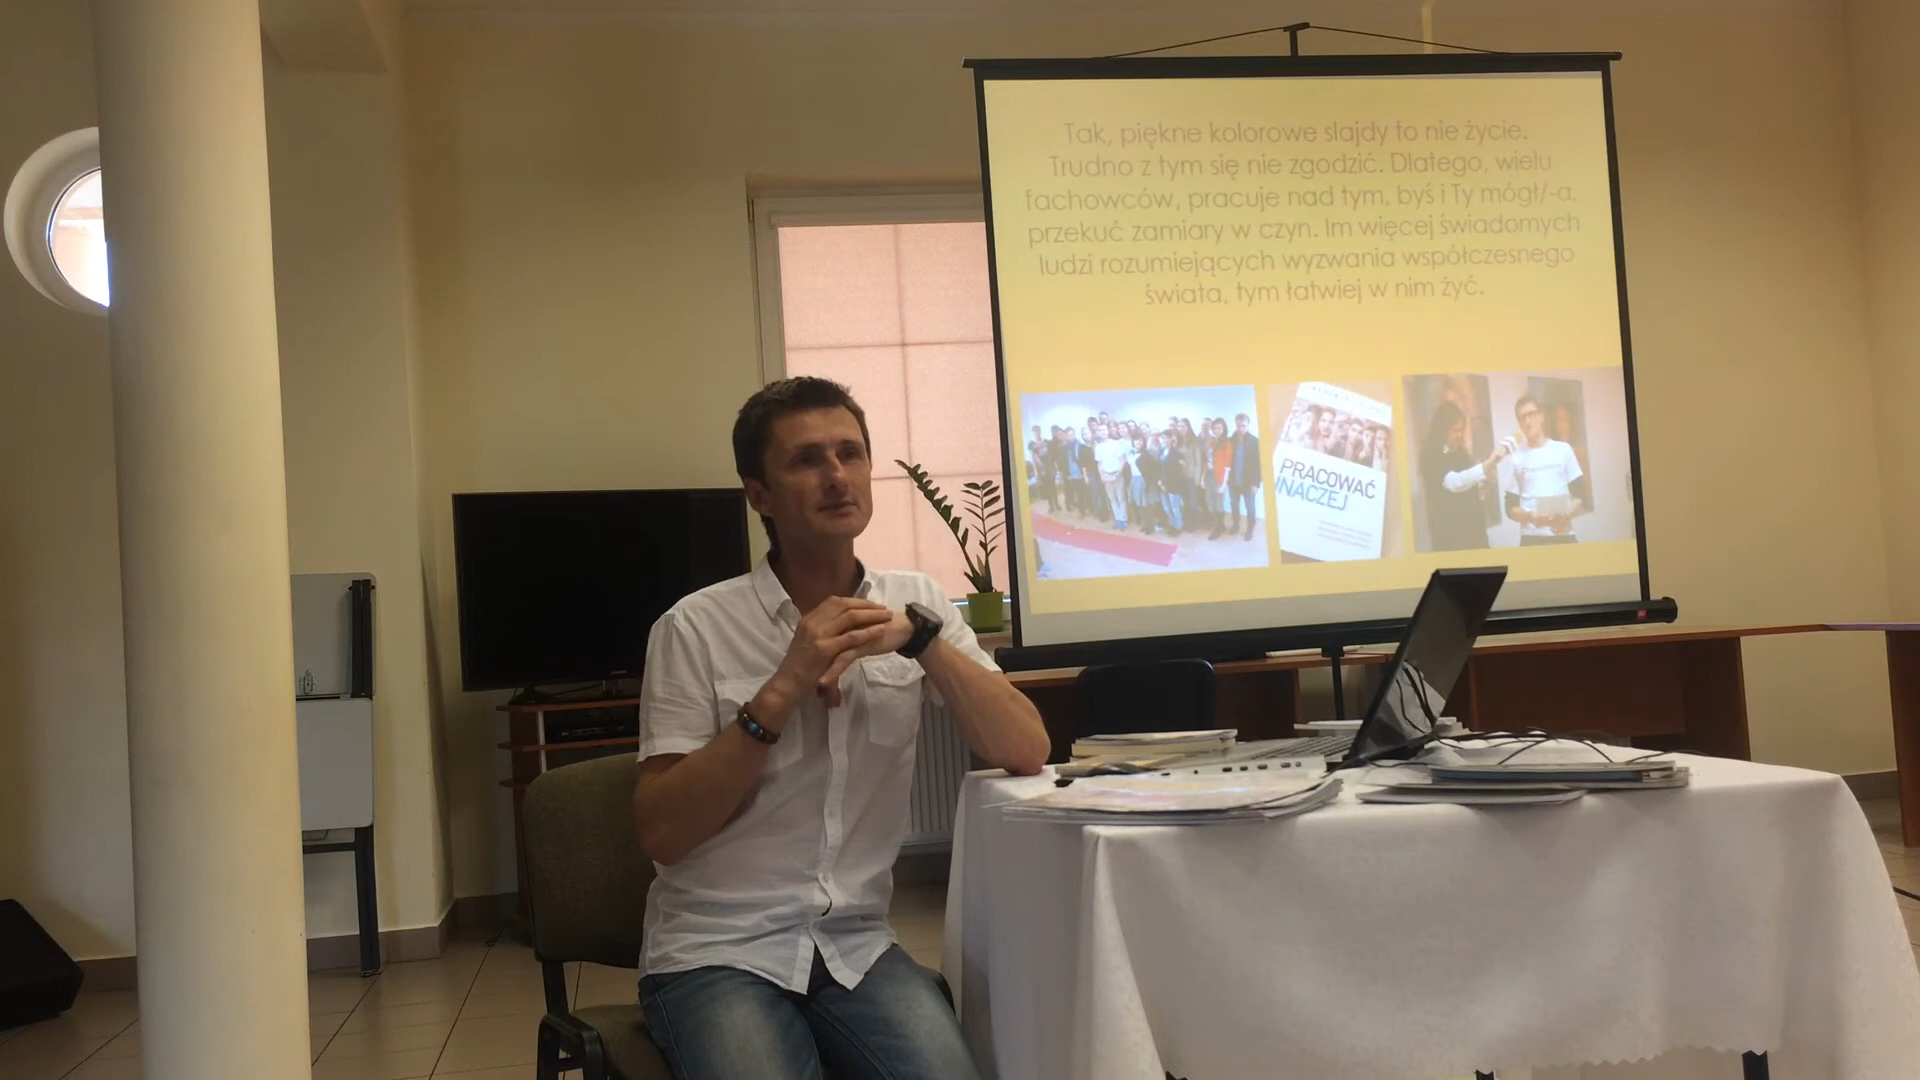 Tak, piękne kolorowe slajdy to nie życie.
Trudno z tym się nie zgodzić. Dlatego, wielu
fachowców, pracuje nad tym, byś i Ty mógł/-a,
przekuć zamiary w czyn. Im więcej świadomych
ludzi rozumiejących wyzwania współczesnego
świata, tym łatwiej w nim żyć.
PRACOWAĆ
INACZEJ